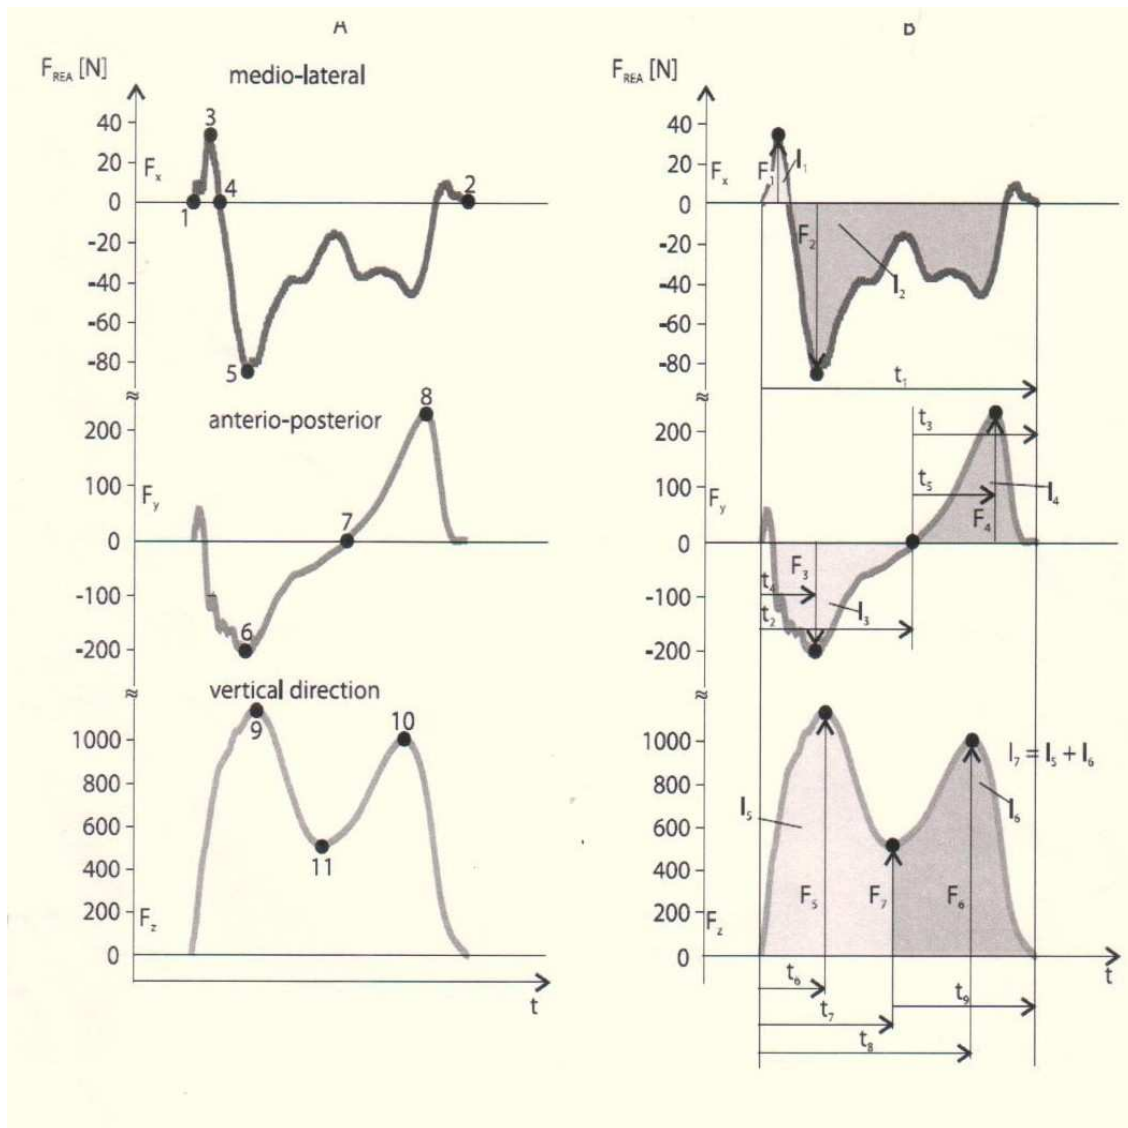 A
F_REA [N]
medio-lateral
40
20
0
-20
-40
-60
-80
F_x
3
4
1
2
5
≈
anterio-posterior
200
100
0
-100
-200
F_y
8
7
6
≈
vertical direction
1000
800
600
400
200
0
F_z
9
10
11
t
B
F_REA [N]
40
20
0
-20
-40
-60
-80
F_x
F_1
I_1
F_2
I_2
t_1
≈
200
100
0
-100
-200
F_y
t_3
t_5
I_4
F_4
F_3
t_4
I_3
t_2
≈
1000
800
600
400
200
0
F_z
I_7 = I_5 + I_6
I_5
I_6
F_5
F_7
F_6
t
t_6
t_9
t_7
t_8